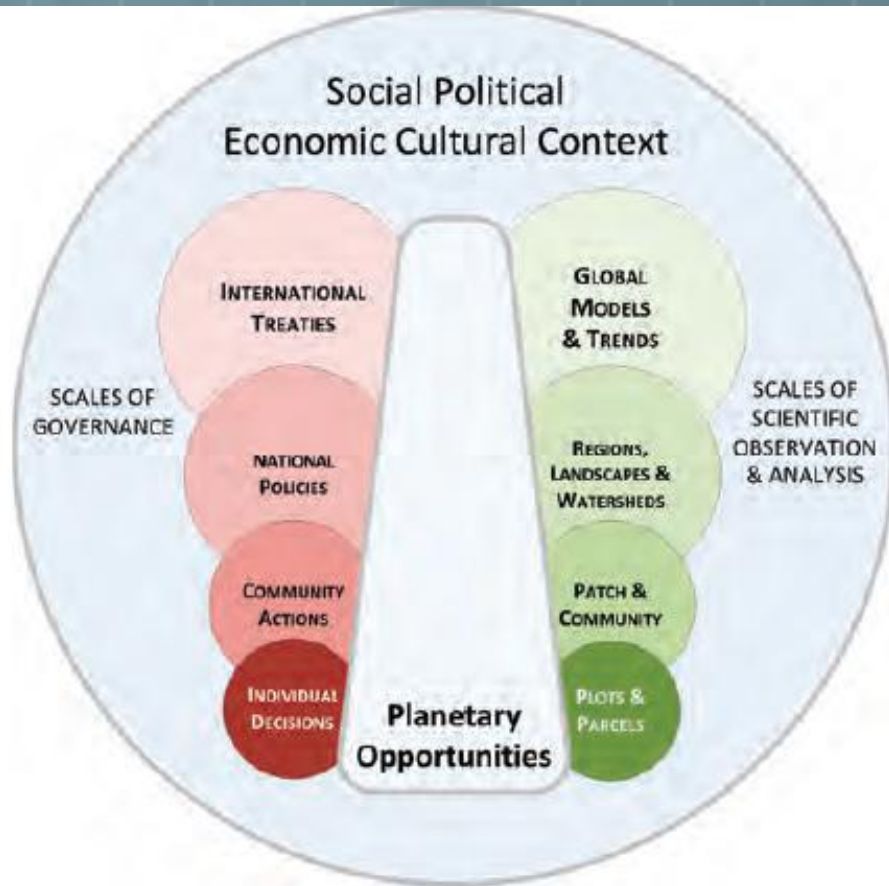 Social Political
Economic Cultural Context
INTERNATIONAL
TREATIES
GLOBAL
MODELS
& TRENDS
SCALES OF
GOVERNANCE
SCALES OF
SCIENTIFIC
OBSERVATION
& ANALYSIS
NATIONAL
POLICIES
REGIONS,
LANDSCAPES &
WATERSHEDS
COMMUNITY
ACTIONS
PATCH &
COMMUNITY
INDIVIDUAL
DECISIONS
PLOTS &
PARCELS
Planetary
Opportunities